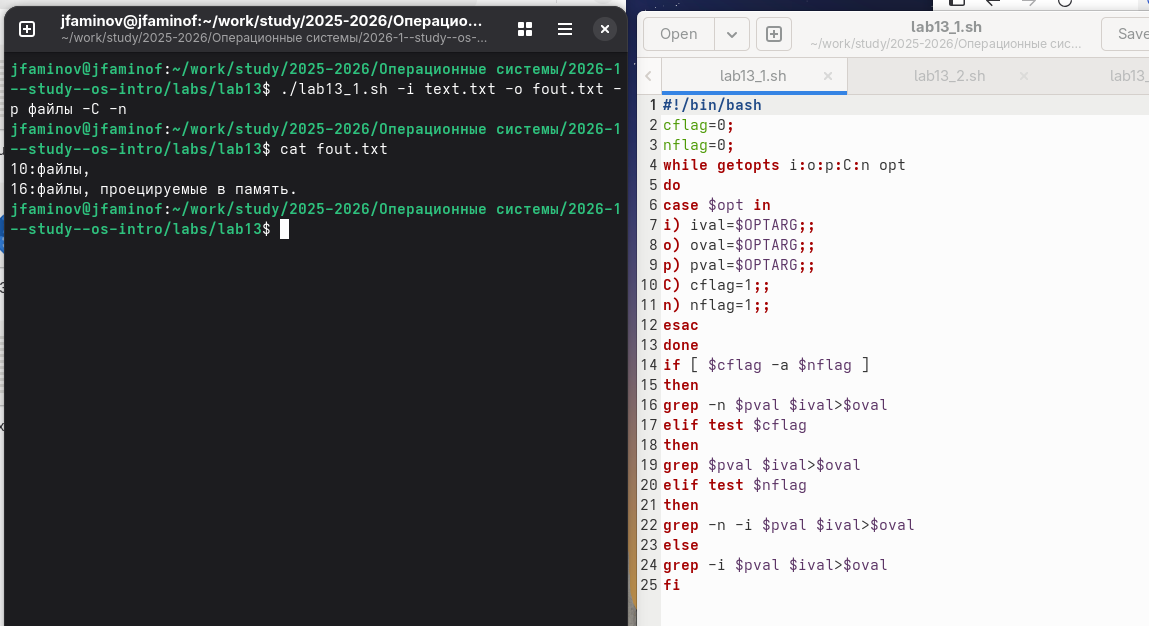 jfaminov@jfaminof:~/work/study/2025-2026/Операцио...
~/work/study/2025-2026/Операционные системы/2026-1--study--os-...
jfaminov@jfaminof:~/work/study/2025-2026/Операционные системы/2026-1
--study--os-intro/labs/lab13$ ./lab13_1.sh -i text.txt -o fout.txt -
p файлы -C -n
jfaminov@jfaminof:~/work/study/2025-2026/Операционные системы/2026-1
--study--os-intro/labs/lab13$ cat fout.txt
10:файлы,
16:файлы, проецируемые в память.
jfaminov@jfaminof:~/work/study/2025-2026/Операционные системы/2026-1
--study--os-intro/labs/lab13$
Open
lab13_1.sh
~/work/study/2025-2026/Операционные сис...
Save
lab13_1.sh × lab13_2.sh × lab13_
1 #!/bin/bash
2 cflag=0;
3 nflag=0;
4 while getopts i:o:p:C:n opt
5 do
6 case $opt in
7 i) ival=$OPTARG;;
8 o) oval=$OPTARG;;
9 p) pval=$OPTARG;;
10 C) cflag=1;;
11 n) nflag=1;;
12 esac
13 done
14 if [ $cflag -a $nflag ]
15 then
16 grep -n $pval $ival>$oval
17 elif test $cflag
18 then
19 grep $pval $ival>$oval
20 elif test $nflag
21 then
22 grep -n -i $pval $ival>$oval
23 else
24 grep -i $pval $ival>$oval
25 fi